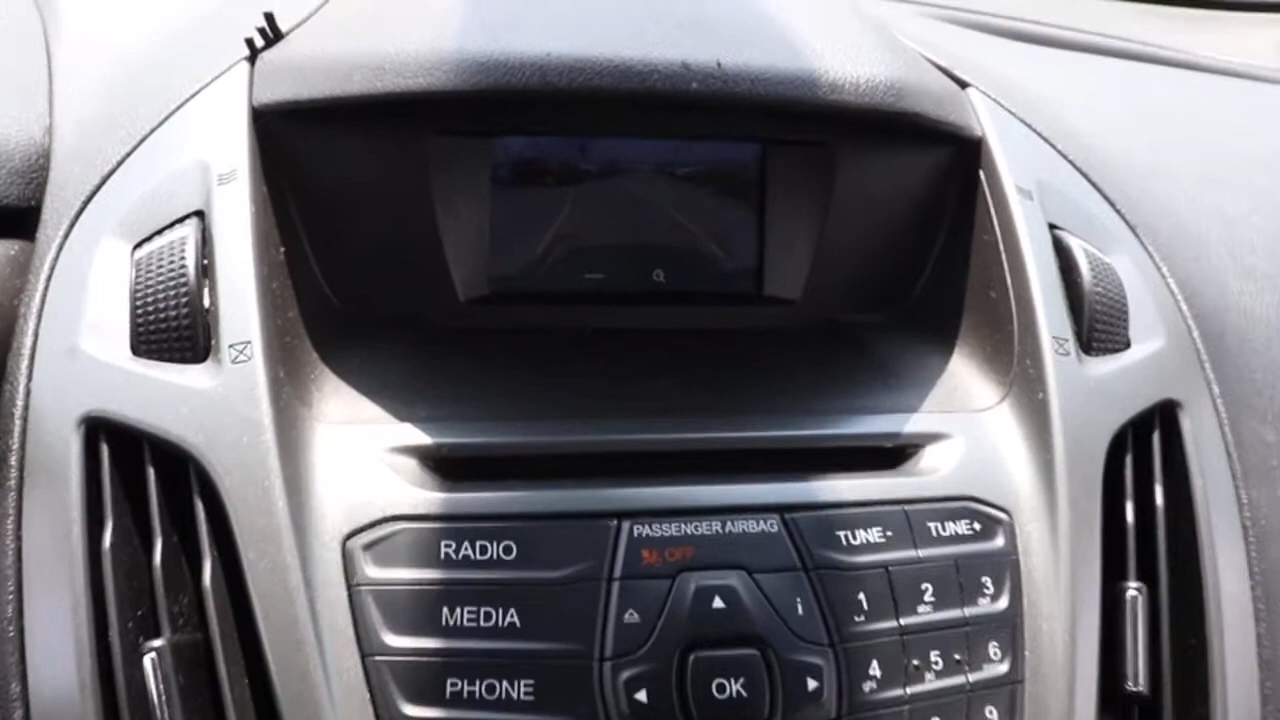 RADIO
PASSENGER AIRBAG
OFF
TUNE-
TUNE+
MEDIA
i
1
2
abc
3
PHONE
OK
4
5
6